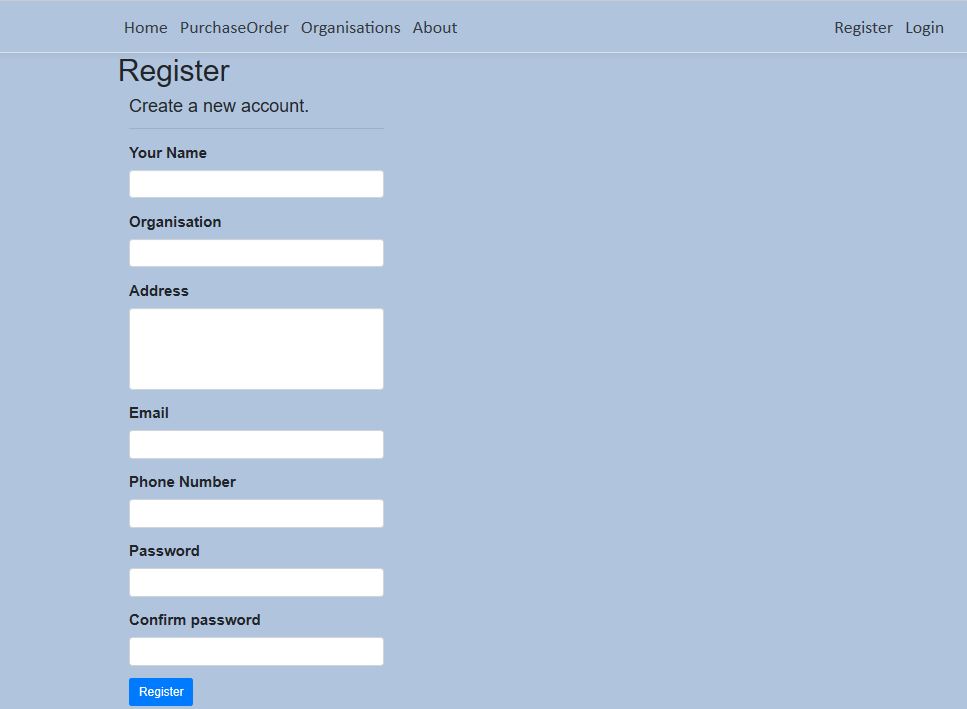 Home PurchaseOrder Organisations About Register Login
Register
Create a new account.
Your Name
Organisation
Address
Email
Phone Number
Password
Confirm password
Register